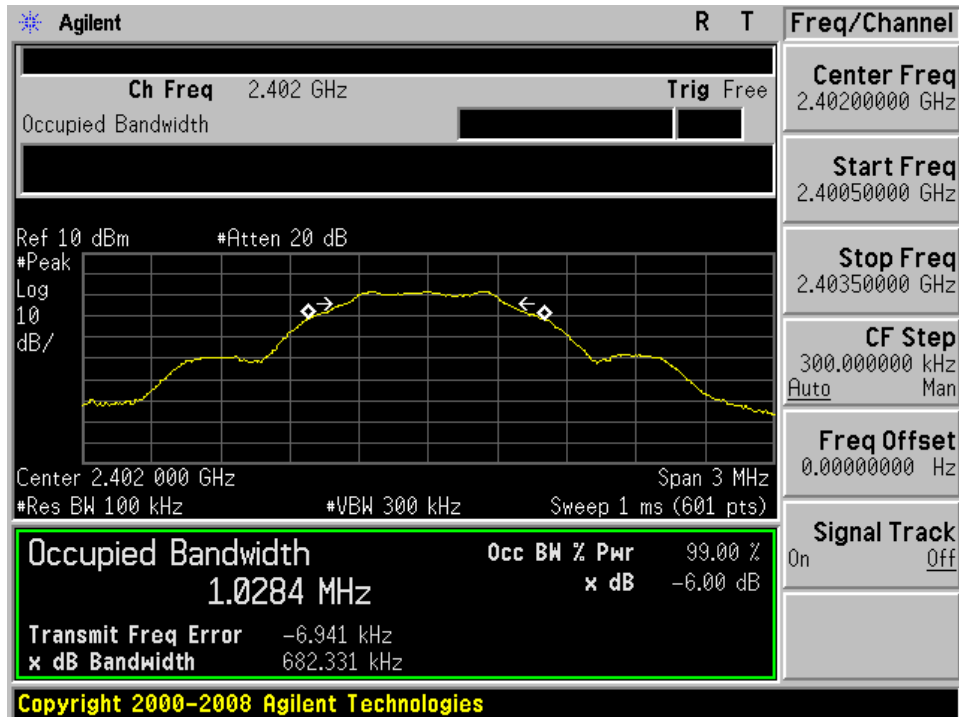 Agilent R T
Ch Freq 2.402 GHz Trig Free
Occupied Bandwidth
Ref 10 dBm #Atten 20 dB
#Peak
Log
10
dB/
Center 2.402 000 GHz Span 3 MHz
#Res BW 100 kHz #VBW 300 kHz Sweep 1 ms (601 pts)
Occupied Bandwidth Occ BW % Pwr 99.00 %
1.0284 MHz x dB -6.00 dB
Transmit Freq Error -6.941 kHz
x dB Bandwidth 682.331 kHz
Copyright 2000-2008 Agilent Technologies
Freq/Channel
Center Freq
2.40200000 GHz
Start Freq
2.40050000 GHz
Stop Freq
2.40350000 GHz
CF Step
300.000000 kHz
Auto Man
Freq Offset
0.00000000 Hz
Signal Track
On Off